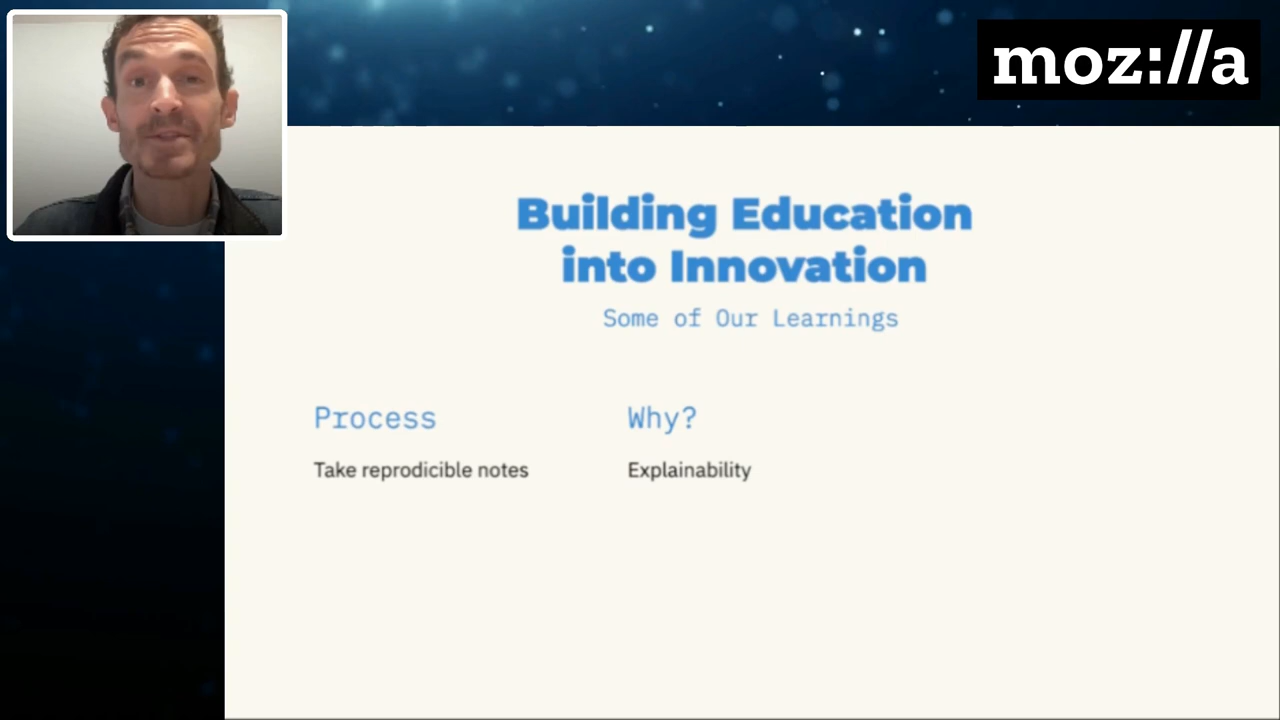 moz://a
Building Education
into Innovation
Some of Our Learnings
Process
Why?
Take reprodicible notes
Explainability